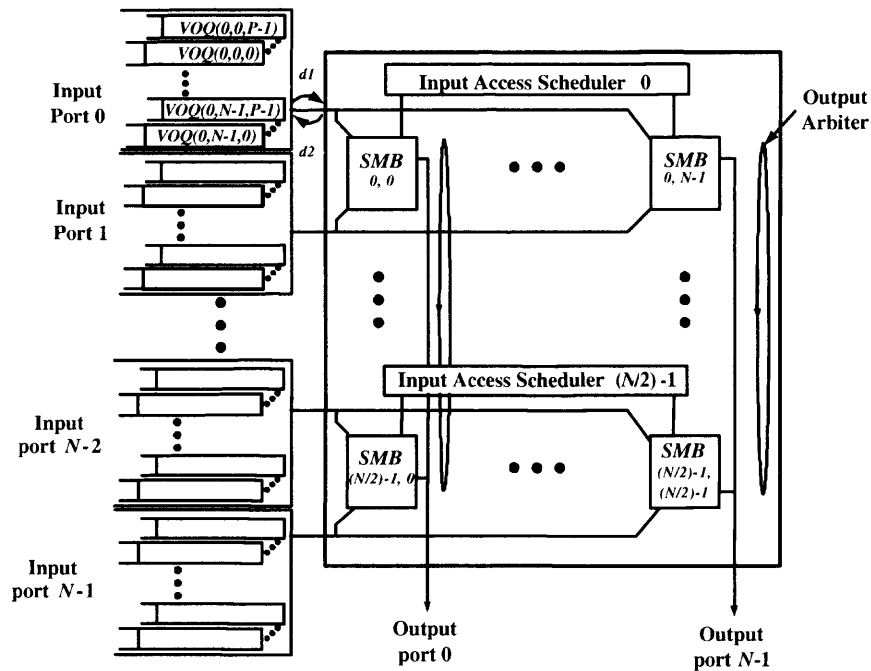 VOQ(0,0,P-1)
VOQ(0,0,0)
Input
Port 0
VOQ(0,N-1,P-1)
VOQ(0,N-1,0)
d1
d2
Input Access Scheduler 0
Output
Arbiter
SMB
0, 0
SMB
0, N-1
Input
Port 1
Input Access Scheduler (N/2)-1
Input
port N-2
SMB
(N/2)-1, 0
SMB
(N/2)-1,
(N/2)-1
Input
port N-1
Output
port 0
Output
port N-1